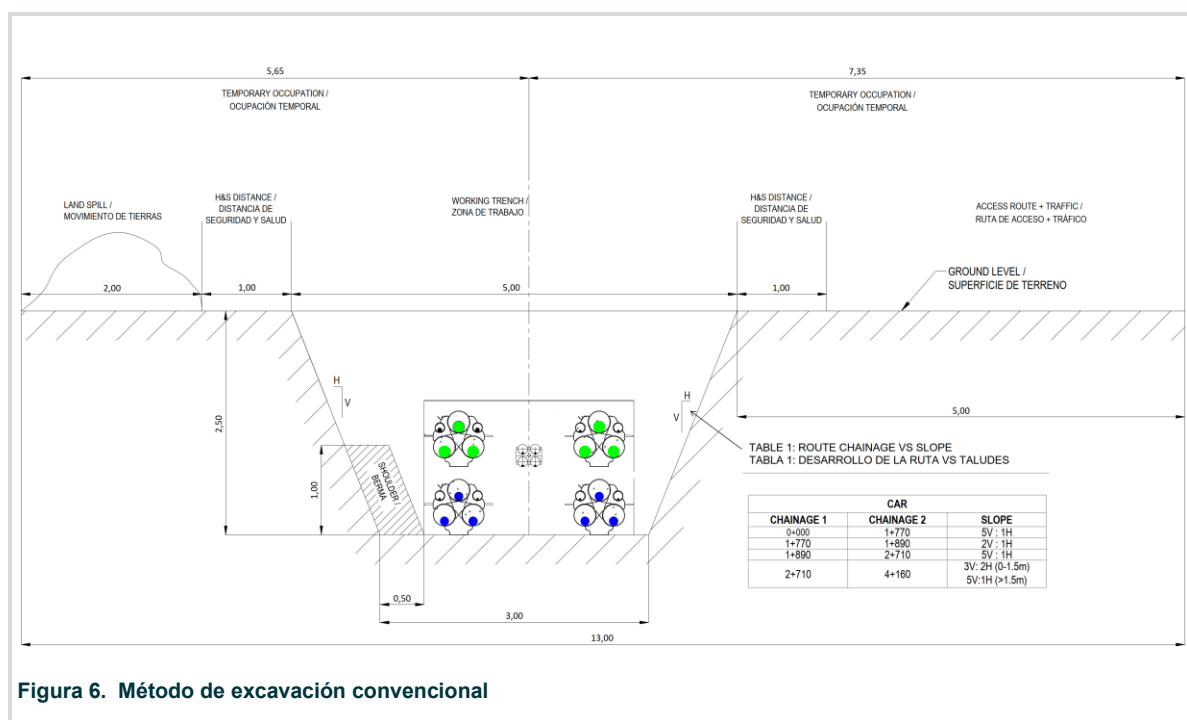 5,65
7,35
TEMPORARY OCCUPATION /
OCUPACIÓN TEMPORAL
TEMPORARY OCCUPATION /
OCUPACIÓN TEMPORAL
LAND SPILL /
MOVIMIENTO DE TIERRAS
H&S DISTANCE /
DISTANCIA DE
SEGURIDAD Y SALUD
WORKING TRENCH /
ZONA DE TRABAJO
H&S DISTANCE /
DISTANCIA DE
SEGURIDAD Y SALUD
ACCESS ROUTE + TRAFFIC /
RUTA DE ACCESO + TRÁFICO
GROUND LEVEL /
SUPERFICIE DE TERRENO
2,00
1,00
5,00
1,00
H
V
H
V
2,50
5,00
1,00
SHOULDER /
BERMA
TABLE 1: ROUTE CHAINAGE VS SLOPE
TABLA 1: DESARROLLO DE LA RUTA VS TALUDES
CAR
CHAINAGE 1 CHAINAGE 2 SLOPE
0+000 1+770 5V : 1H
1+770 1+890 2V : 1H
1+890 2+710 5V : 1H
2+710 4+160 3V: 2H (0-1.5m)
5V:1H (>1.5m)
0,50
3,00
13,00
Figura 6. Método de excavación convencional